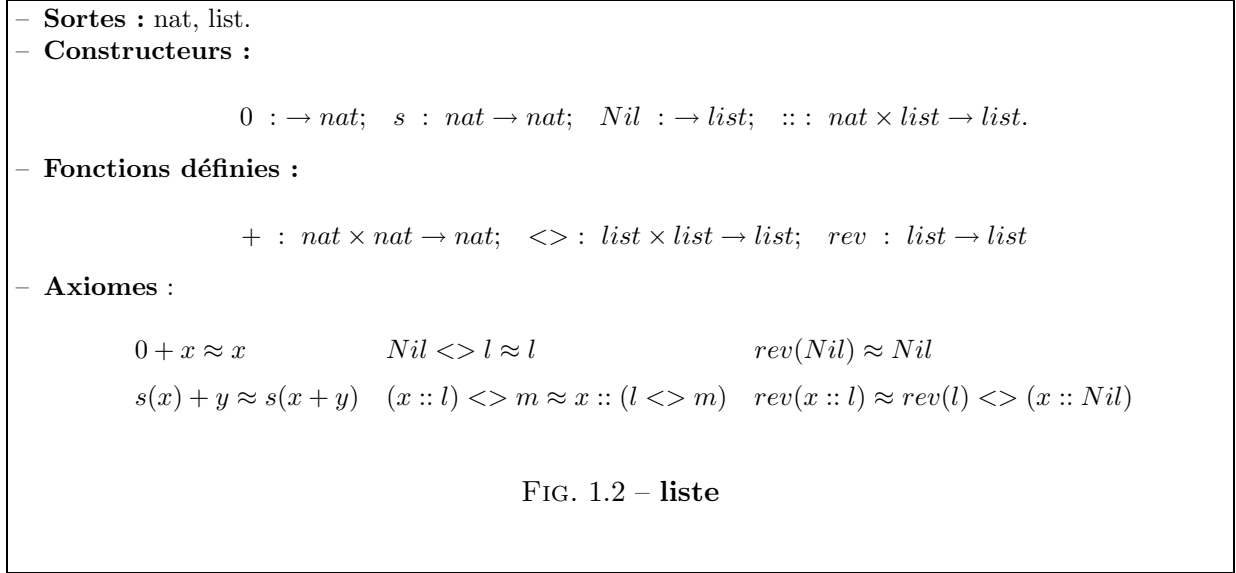 – Sortes : nat, list.
– Constructeurs :
0 : → nat; s : nat → nat; Nil : → list; :: : nat × list → list.
– Fonctions définies :
+ : nat × nat → nat; <> : list × list → list; rev : list → list
– Axiomes :
0 + x ≈ x Nil <> l ≈ l rev(Nil) ≈ Nil
s(x) + y ≈ s(x + y) (x :: l) <> m ≈ x :: (l <> m) rev(x :: l) ≈ rev(l) <> (x :: Nil)
FIG. 1.2 – liste